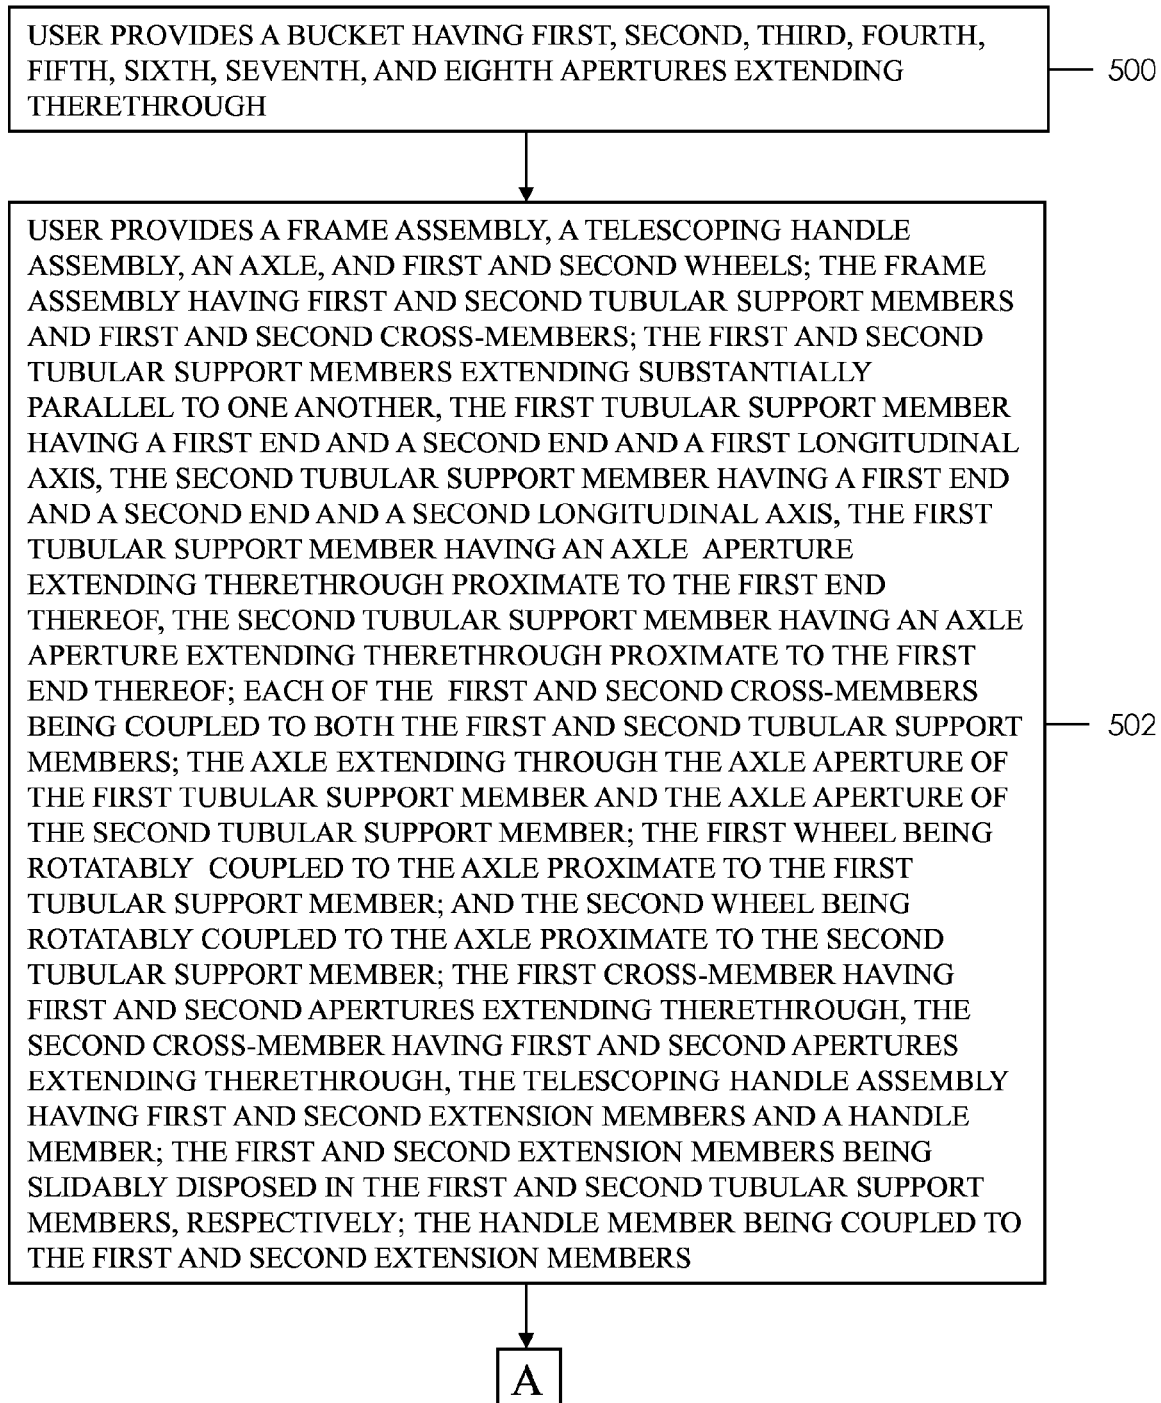 USER PROVIDES A BUCKET HAVING FIRST, SECOND, THIRD, FOURTH,
FIFTH, SIXTH, SEVENTH, AND EIGHTH APERTURES EXTENDING
THERETHROUGH
500
USER PROVIDES A FRAME ASSEMBLY, A TELESCOPING HANDLE
ASSEMBLY, AN AXLE, AND FIRST AND SECOND WHEELS; THE FRAME
ASSEMBLY HAVING FIRST AND SECOND TUBULAR SUPPORT MEMBERS
AND FIRST AND SECOND CROSS-MEMBERS; THE FIRST AND SECOND
TUBULAR SUPPORT MEMBERS EXTENDING SUBSTANTIALLY
PARALLEL TO ONE ANOTHER, THE FIRST TUBULAR SUPPORT MEMBER
HAVING A FIRST END AND A SECOND END AND A FIRST LONGITUDINAL
AXIS, THE SECOND TUBULAR SUPPORT MEMBER HAVING A FIRST END
AND A SECOND END AND A SECOND LONGITUDINAL AXIS, THE FIRST
TUBULAR SUPPORT MEMBER HAVING AN AXLE APERTURE
EXTENDING THERETHROUGH PROXIMATE TO THE FIRST END
THEREOF, THE SECOND TUBULAR SUPPORT MEMBER HAVING AN AXLE
APERTURE EXTENDING THERETHROUGH PROXIMATE TO THE FIRST
END THEREOF; EACH OF THE FIRST AND SECOND CROSS-MEMBERS
BEING COUPLED TO BOTH THE FIRST AND SECOND TUBULAR SUPPORT
MEMBERS; THE AXLE EXTENDING THROUGH THE AXLE APERTURE OF
THE FIRST TUBULAR SUPPORT MEMBER AND THE AXLE APERTURE OF
THE SECOND TUBULAR SUPPORT MEMBER; THE FIRST WHEEL BEING
ROTATABLY COUPLED TO THE AXLE PROXIMATE TO THE FIRST
TUBULAR SUPPORT MEMBER; AND THE SECOND WHEEL BEING
ROTATABLY COUPLED TO THE AXLE PROXIMATE TO THE SECOND
TUBULAR SUPPORT MEMBER; THE FIRST CROSS-MEMBER HAVING
FIRST AND SECOND APERTURES EXTENDING THERETHROUGH, THE
SECOND CROSS-MEMBER HAVING FIRST AND SECOND APERTURES
EXTENDING THERETHROUGH, THE TELESCOPING HANDLE ASSEMBLY
HAVING FIRST AND SECOND EXTENSION MEMBERS AND A HANDLE
MEMBER; THE FIRST AND SECOND EXTENSION MEMBERS BEING
SLIDABLY DISPOSED IN THE FIRST AND SECOND TUBULAR SUPPORT
MEMBERS, RESPECTIVELY; THE HANDLE MEMBER BEING COUPLED TO
THE FIRST AND SECOND EXTENSION MEMBERS
502
A